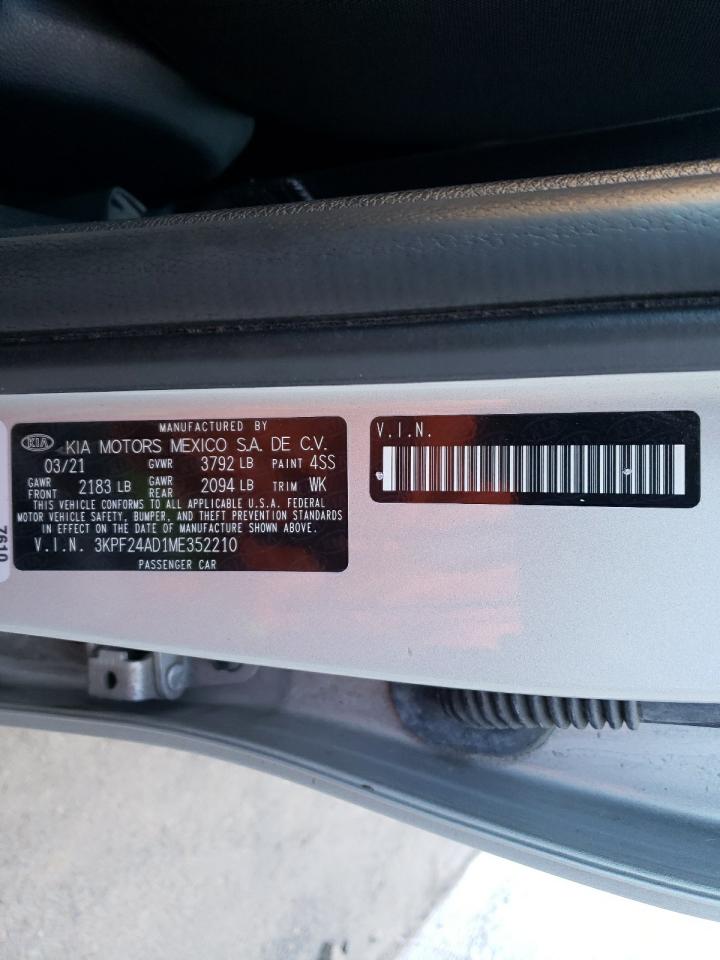 MANUFACTURED BY
KIA KIA MOTORS MEXICO S.A. DE C.V.
03/21 GVWR 3792 LB PAINT 4SS
GAWR FRONT 2183 LB GAWR REAR 2094 LB TRIM WK
THIS VEHICLE CONFORMS TO ALL APPLICABLE U.S.A. FEDERAL
MOTOR VEHICLE SAFETY, BUMPER, AND THEFT PREVENTION STANDARDS
IN EFFECT ON THE DATE OF MANUFACTURE SHOWN ABOVE.
V.I.N. 3KPF24AD1ME352210
PASSENGER CAR
V.I.N.
7610